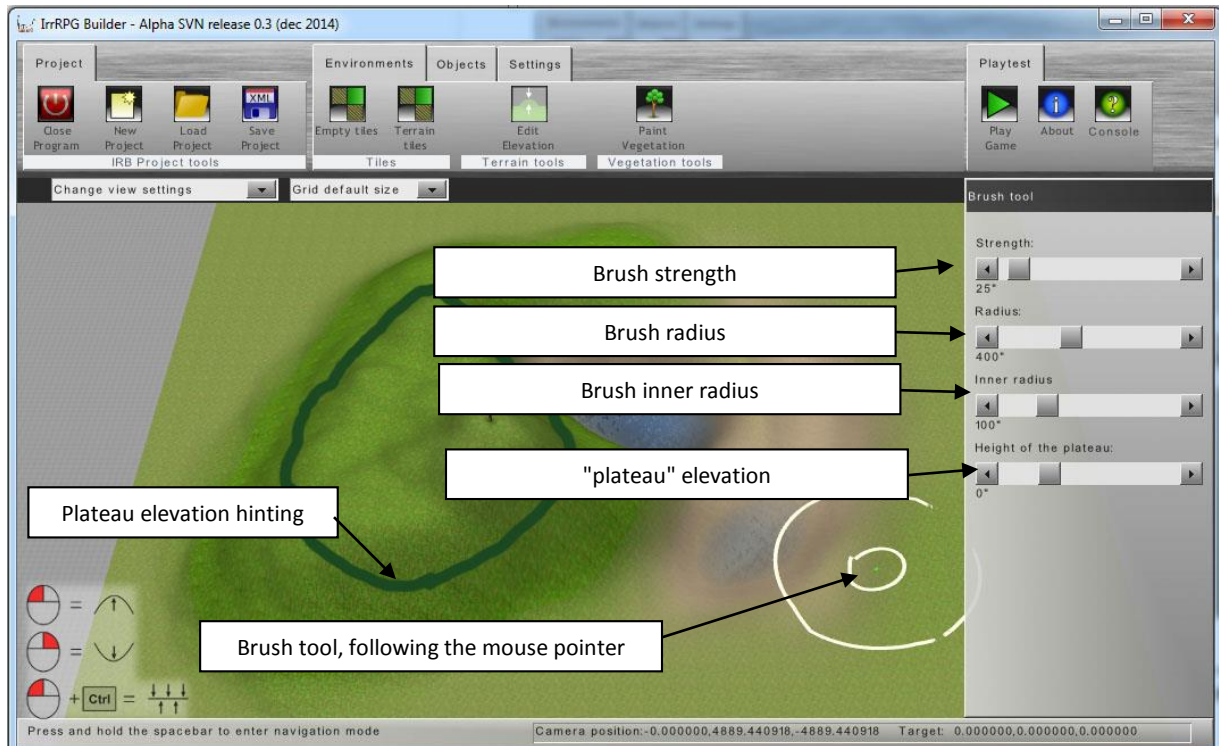 IrrRPG Builder - Alpha SVN release 0.3 (dec 2014)
Project
Environments Objects Settings
Playtest
Close Program
New Project
Load Project
XML
Save Project
IRB Project tools
Empty tiles
Terrain tiles
Tiles
Edit Elevation
Terrain tools
Paint Vegetation
Vegetation tools
Play Game
About
Console
Change view settings
Grid default size
Brush tool
Strength:
25"
Radius:
400"
Inner radius
100"
Height of the plateau:
0"
Brush strength
Brush radius
Brush inner radius
"plateau" elevation
Plateau elevation hinting
Brush tool, following the mouse pointer
=
=
+ Ctrl =
Press and hold the spacebar to enter navigation mode
Camera position:-0.000000,4889.440918,-4889.440918 Target: 0.000000,0.000000,0.000000